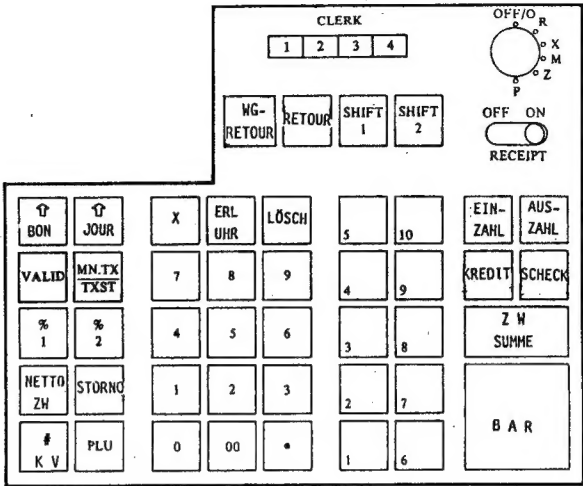 CLERK
1 2 3 4
OFF/O
R
X
M
Z
P
WG-
RETOUR
RETOUR
SHIFT
1
SHIFT
2
OFF ON
RECEIPT
⇧
BON
⇧
JOUR
X
ERL
UHR
LÖSCH
5
10
EIN-
ZAHL
AUS-
ZAHL
VALID
MN.TX
TXST
7
8
9
4
9
KREDIT
SCHECK
%
1
%
2
4
5
6
3
8
Z W
SUMME
NETTO
ZW
STORNO
1
2
3
2
7
BAR
#
K V
PLU
0
00
•
1
6